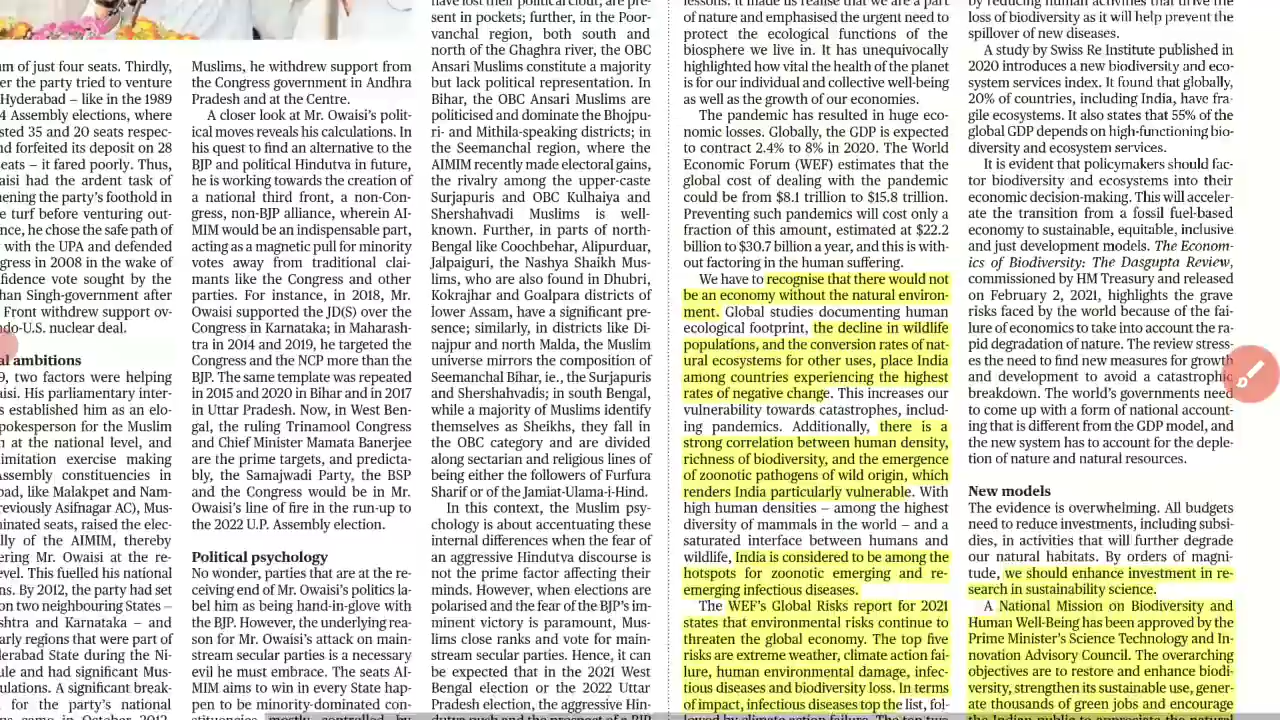 um of just four seats. Thirdly,
er the party tried to venture
Hyderabad – like in the 1989
4 Assembly elections, where
sted 35 and 20 seats respec-
nd forfeited its deposit on 28
eats – it fared poorly. Thus,
aisi had the ardent task of
hening the party's foothold in
e turf before venturing out-
nce, he chose the safe path of
with the UPA and defended
gress in 2008 in the wake of
fidence vote sought by the
han Singh-government after
Front withdrew support ov-
ndo-U.S. nuclear deal.
al ambitions
9, two factors were helping
aisi. His parliamentary inter-
s established him as an elo-
pokesperson for the Muslim
n at the national level, and
imitation exercise making
Assembly constituencies in
bad, like Malakpet and Nam-
reviously Asifnagar AC), Mus-
inated seats, raised the elec-
lly of the AIMIM, thereby
ering Mr. Owaisi at the re-
evel. This fuelled his national
ns. By 2012, the party had set
on two neighbouring States –
shtra and Karnataka – and
arly regions that were part of
derabad State during the Ni-
ule and had significant Mus-
ulations. A significant break-
for the party's national
came in October 2012,
Muslims, he withdrew support from
the Congress government in Andhra
Pradesh and at the Centre.
A closer look at Mr. Owaisi's polit-
ical moves reveals his calculations. In
his quest to find an alternative to the
BJP and political Hindutva in future,
he is working towards the creation of
a national third front, a non-Con-
gress, non-BJP alliance, wherein AI-
MIM would be an indispensable part,
acting as a magnetic pull for minority
votes away from traditional clai-
mants like the Congress and other
parties. For instance, in 2018, Mr.
Owaisi supported the JD(S) over the
Congress in Karnataka; in Maharash-
tra in 2014 and 2019, he targeted the
Congress and the NCP more than the
BJP. The same template was repeated
in 2015 and 2020 in Bihar and in 2017
in Uttar Pradesh. Now, in West Ben-
gal, the ruling Trinamool Congress
and Chief Minister Mamata Banerjee
are the prime targets, and predicta-
bly, the Samajwadi Party, the BSP
and the Congress would be in Mr.
Owaisi's line of fire in the run-up to
the 2022 U.P. Assembly election.
Political psychology
No wonder, parties that are at the re-
ceiving end of Mr. Owaisi's politics la-
bel him as being hand-in-glove with
the BJP. However, the underlying rea-
son for Mr. Owaisi's attack on main-
stream secular parties is a necessary
evil he must embrace. The seats AI-
MIM aims to win in every State hap-
pen to be minority-dominated con-
stituencies mostly controlled by
have lost their political clout, are pre-
sent in pockets; further, in the Poor-
vanchal region, both south and
north of the Ghaghra river, the OBC
Ansari Muslims constitute a majority
but lack political representation. In
Bihar, the OBC Ansari Muslims are
politicised and dominate the Bhojpu-
ri- and Mithila-speaking districts; in
the Seemanchal region, where the
AIMIM recently made electoral gains,
the rivalry among the upper-caste
Surjapuris and OBC Kulhaiya and
Shershahvadi Muslims is well-
known. Further, in parts of north-
Bengal like Coochbehar, Alipurduar,
Jalpaiguri, the Nashya Shaikh Mus-
lims, who are also found in Dhubri,
Kokrajhar and Goalpara districts of
lower Assam, have a significant pre-
sence; similarly, in districts like Di-
najpur and north Malda, the Muslim
universe mirrors the composition of
Seemanchal Bihar, ie., the Surjapuris
and Shershahvadis; in south Bengal,
while a majority of Muslims identify
themselves as Sheikhs, they fall in
the OBC category and are divided
along sectarian and religious lines of
being either the followers of Furfura
Sharif or of the Jamiat-Ulama-i-Hind.
In this context, the Muslim psy-
chology is about accentuating these
internal differences when the fear of
an aggressive Hindutva discourse is
not the prime factor affecting their
minds. However, when elections are
polarised and the fear of the BJP's im-
minent victory is paramount, Mus-
lims close ranks and vote for main-
stream secular parties. Hence, it can
be expected that in the 2021 West
Bengal election or the 2022 Uttar
Pradesh election, the aggressive Hin-
dutva push and the prospect of a BJP
lessons. It made us realise that we are a part
of nature and emphasised the urgent need to
protect the ecological functions of the
biosphere we live in. It has unequivocally
highlighted how vital the health of the planet
is for our individual and collective well-being
as well as the growth of our economies.
The pandemic has resulted in huge eco-
nomic losses. Globally, the GDP is expected
to contract 2.4% to 8% in 2020. The World
Economic Forum (WEF) estimates that the
global cost of dealing with the pandemic
could be from $8.1 trillion to $15.8 trillion.
Preventing such pandemics will cost only a
fraction of this amount, estimated at $22.2
billion to $30.7 billion a year, and this is with-
out factoring in the human suffering.
We have to recognise that there would not
be an economy without the natural environ-
ment. Global studies documenting human
ecological footprint, the decline in wildlife
populations, and the conversion rates of nat-
ural ecosystems for other uses, place India
among countries experiencing the highest
rates of negative change. This increases our
vulnerability towards catastrophes, includ-
ing pandemics. Additionally, there is a
strong correlation between human density,
richness of biodiversity, and the emergence
of zoonotic pathogens of wild origin, which
renders India particularly vulnerable. With
high human densities – among the highest
diversity of mammals in the world – and a
saturated interface between humans and
wildlife, India is considered to be among the
hotspots for zoonotic emerging and re-
emerging infectious diseases.
The WEF's Global Risks report for 2021
states that environmental risks continue to
threaten the global economy. The top five
risks are extreme weather, climate action fai-
lure, human environmental damage, infec-
tious diseases and biodiversity loss. In terms
of impact, infectious diseases top the list, fol-
lowed by climate action failure. The top two
by reducing human activities that drive the
loss of biodiversity as it will help prevent the
spillover of new diseases.
A study by Swiss Re Institute published in
2020 introduces a new biodiversity and eco-
system services index. It found that globally,
20% of countries, including India, have fra-
gile ecosystems. It also states that 55% of the
global GDP depends on high-functioning bio-
diversity and ecosystem services.
It is evident that policymakers should fac-
tor biodiversity and ecosystems into their
economic decision-making. This will acceler-
ate the transition from a fossil fuel-based
economy to sustainable, equitable, inclusive
and just development models. The Econom-
ics of Biodiversity: The Dasgupta Review,
commissioned by HM Treasury and released
on February 2, 2021, highlights the grave
risks faced by the world because of the fai-
lure of economics to take into account the ra-
pid degradation of nature. The review stress-
es the need to find new measures for growth
and development to avoid a catastrophic
breakdown. The world's governments need
to come up with a form of national account-
ing that is different from the GDP model, and
the new system has to account for the deple-
tion of nature and natural resources.
New models
The evidence is overwhelming. All budgets
need to reduce investments, including subsi-
dies, in activities that will further degrade
our natural habitats. By orders of magni-
tude, we should enhance investment in re-
search in sustainability science.
A National Mission on Biodiversity and
Human Well-Being has been approved by the
Prime Minister's Science Technology and In-
novation Advisory Council. The overarching
objectives are to restore and enhance biodi-
versity, strengthen its sustainable use, gener-
ate thousands of green jobs and encourage
the Indian public to appreciate the natural